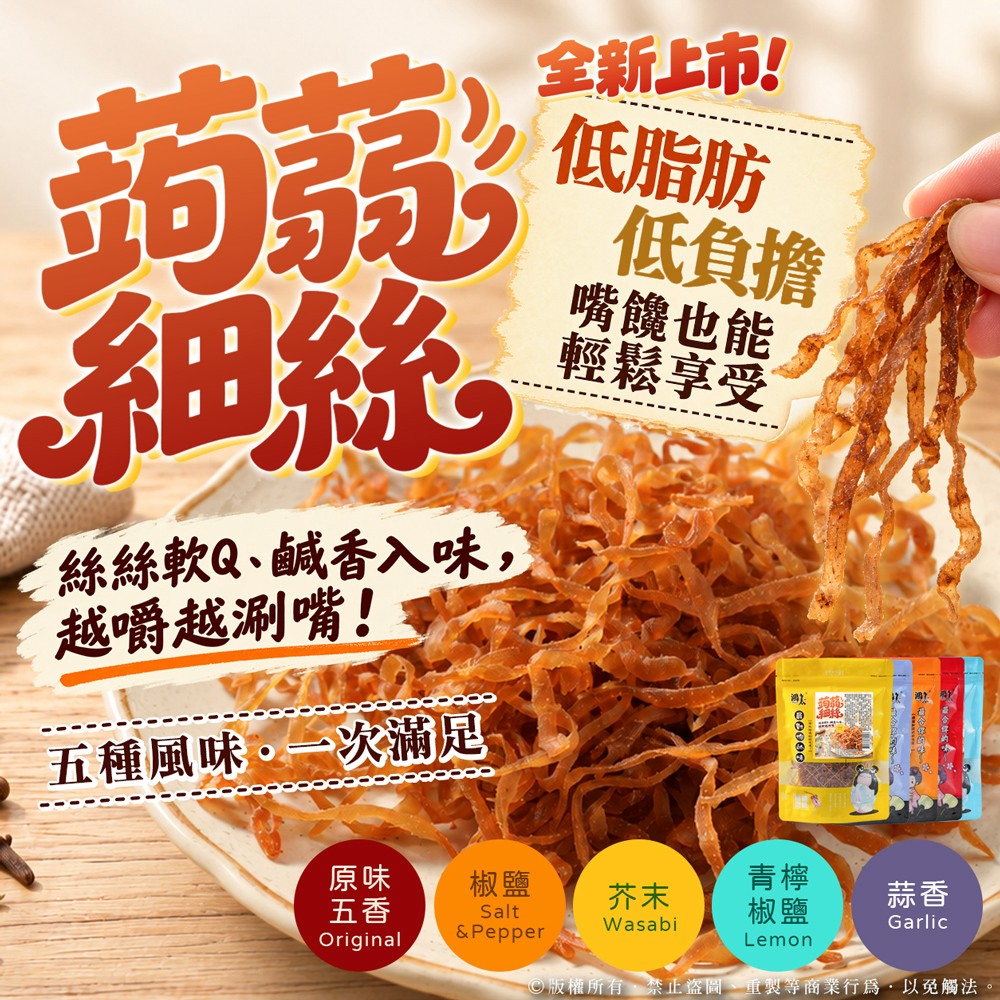 蒟蒻
細絲
全新上市!
低脂肪
低負擔
嘴饞也能
輕鬆享受
絲絲軟Q、鹹香入味,
越嚼越涮嘴!
五種風味·一次滿足
蒟蒻
細絲
原味
五香
Original
椒鹽
Salt
&Pepper
芥末
Wasabi
青檸
椒鹽
Lemon
蒜香
Garlic
©版權所有·禁止盜圖、重製等商業行為·以免觸法。